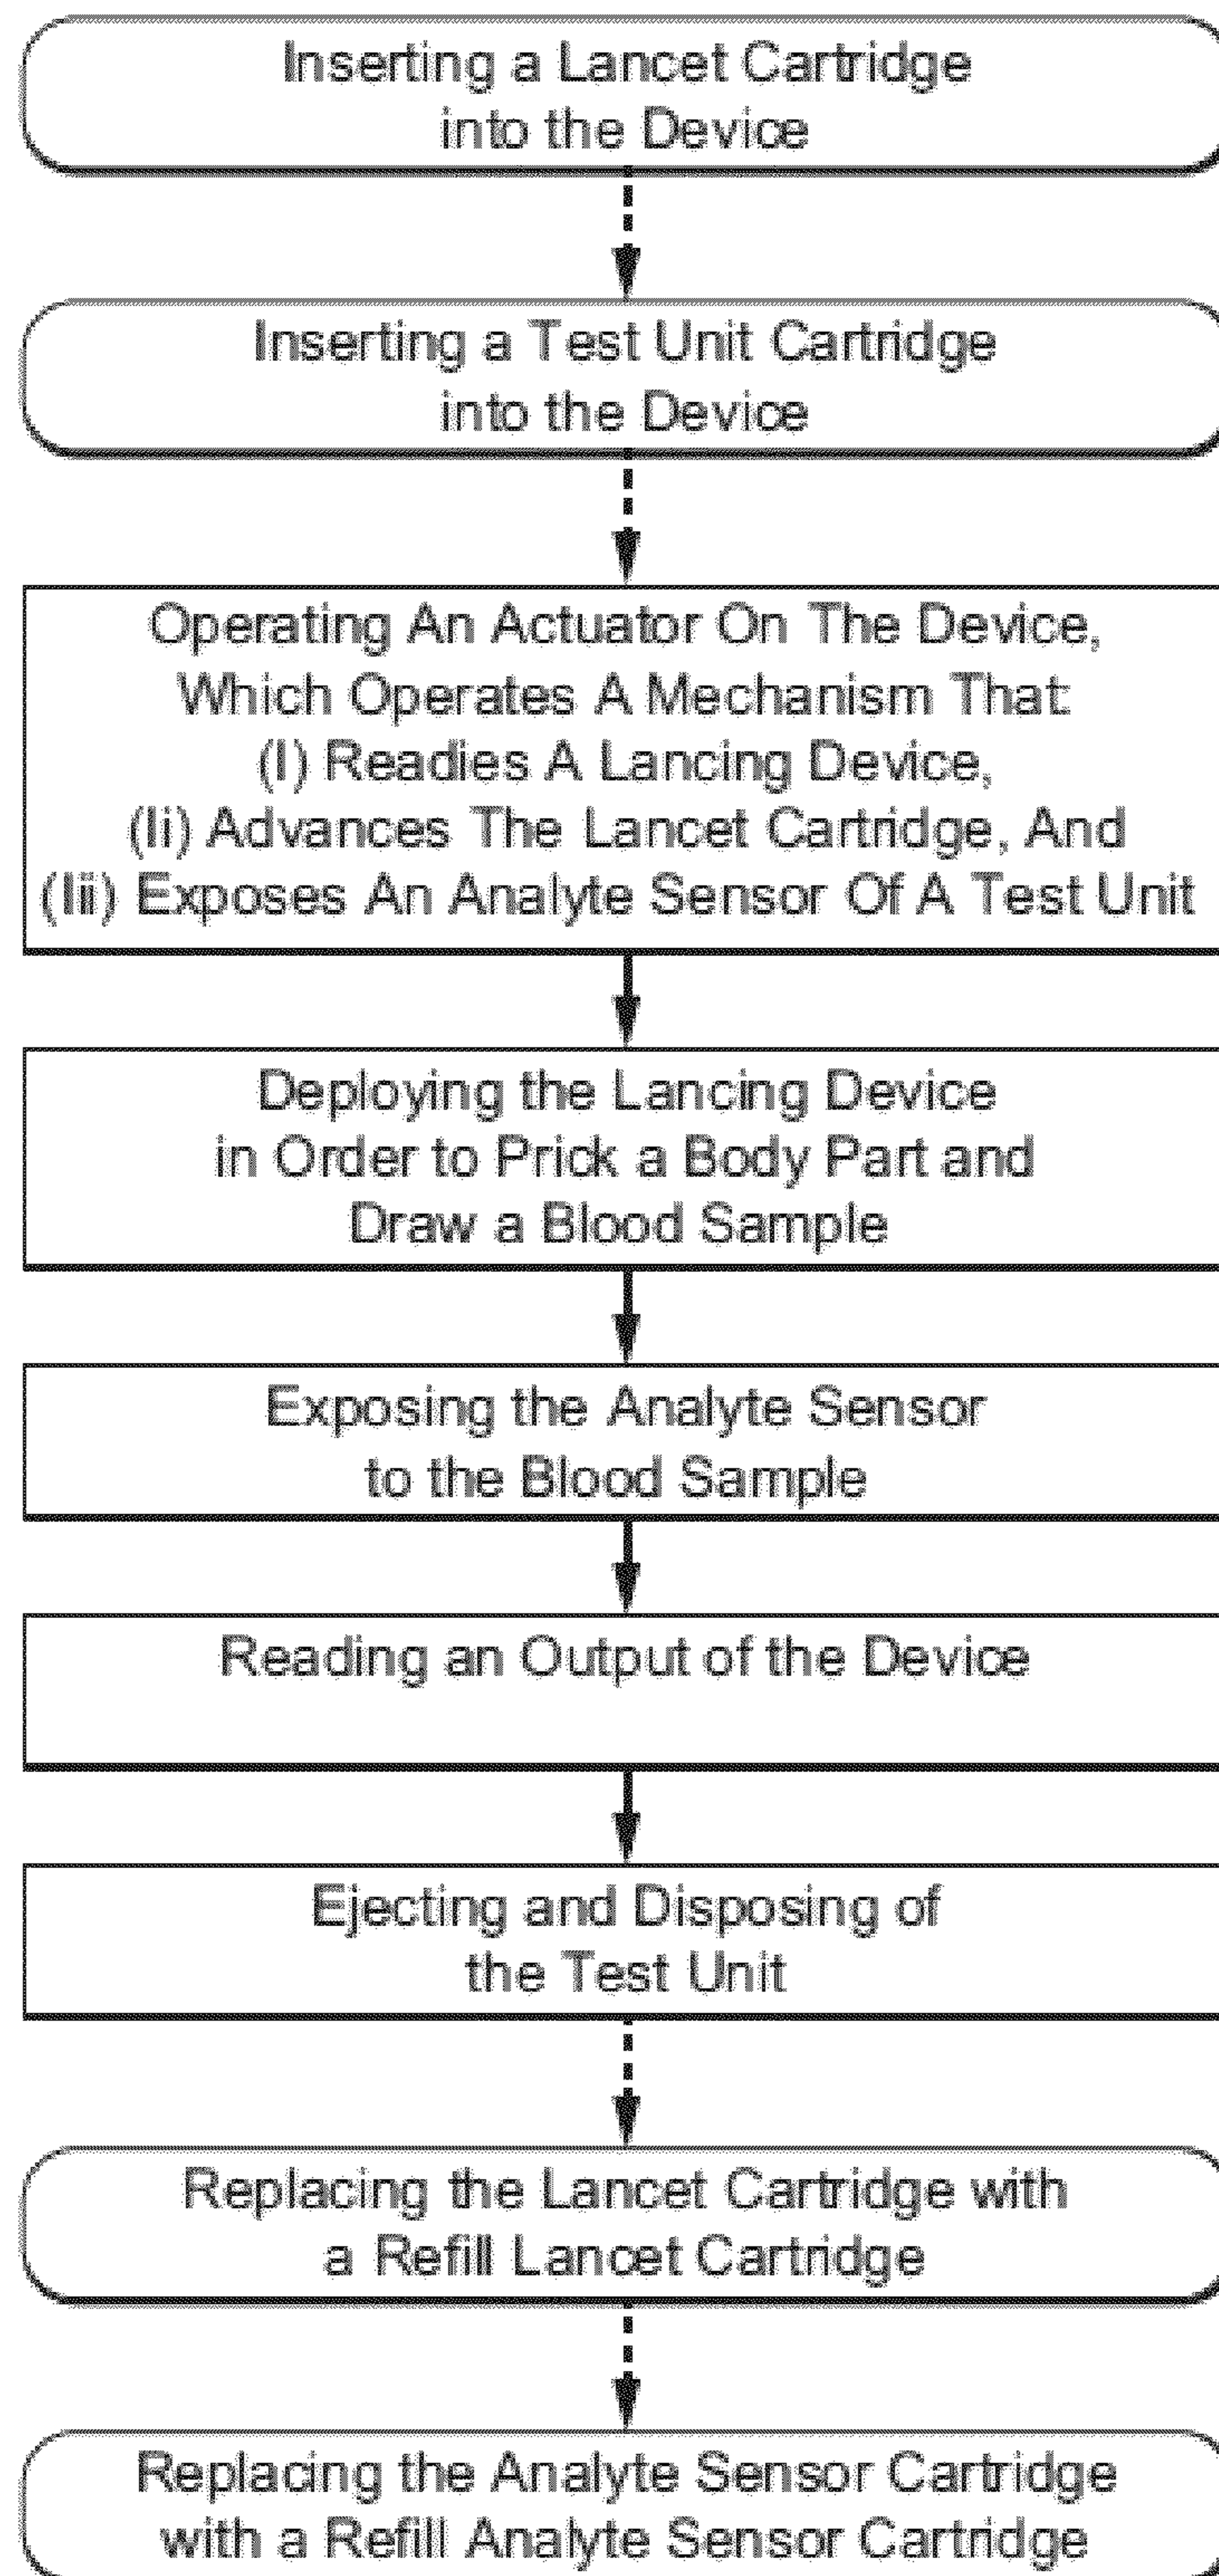 Inserting a Lancet Cartridge
into the Device
Inserting a Test Unit Cartridge
into the Device
Operating An Actuator On The Device,
Which Operates A Mechanism That:
(I) Readies A Lancing Device,
(Ii) Advances The Lancet Cartridge, And
(Iii) Exposes An Analyte Sensor Of A Test Unit
Deploying the Lancing Device
in Order to Prick a Body Part and
Draw a Blood Sample
Exposing the Analyte Sensor
to the Blood Sample
Reading an Output of the Device
Ejecting and Disposing of
the Test Unit
Replacing the Lancet Cartridge with
a Refill Lancet Cartridge
Replacing the Analyte Sensor Cartridge
with a Refill Analyte Sensor Cartridge